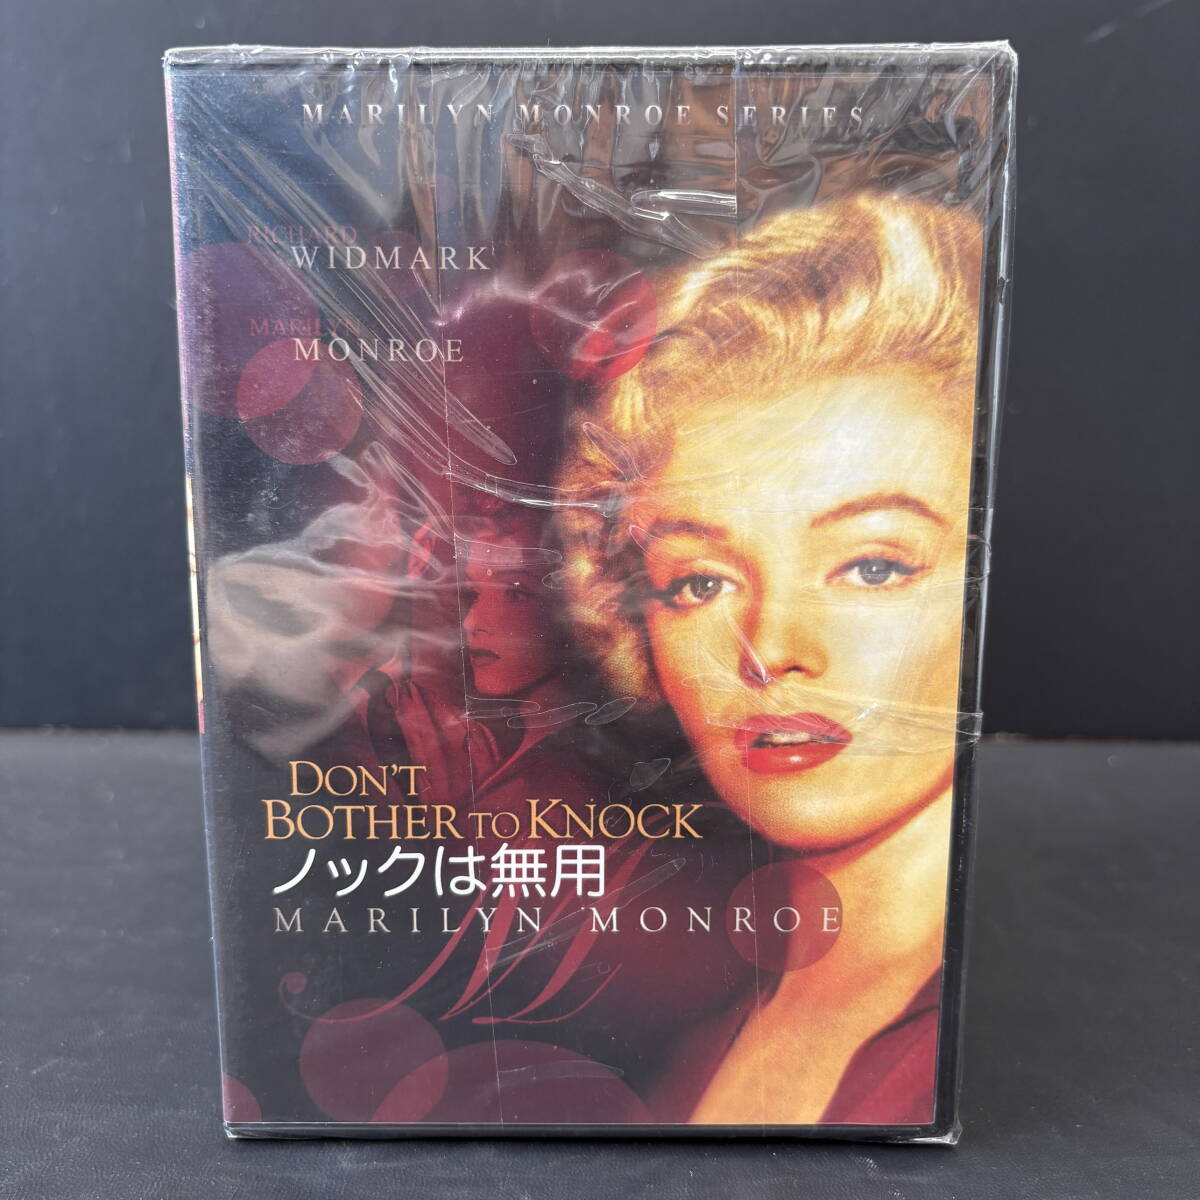 MARILYN MONROE SERIES
RICHARD
WIDMARK
MARILYN
MONROE
DON'T
BOTHER TO KNOCK
ノックは無用
MARILYN MONROE
M